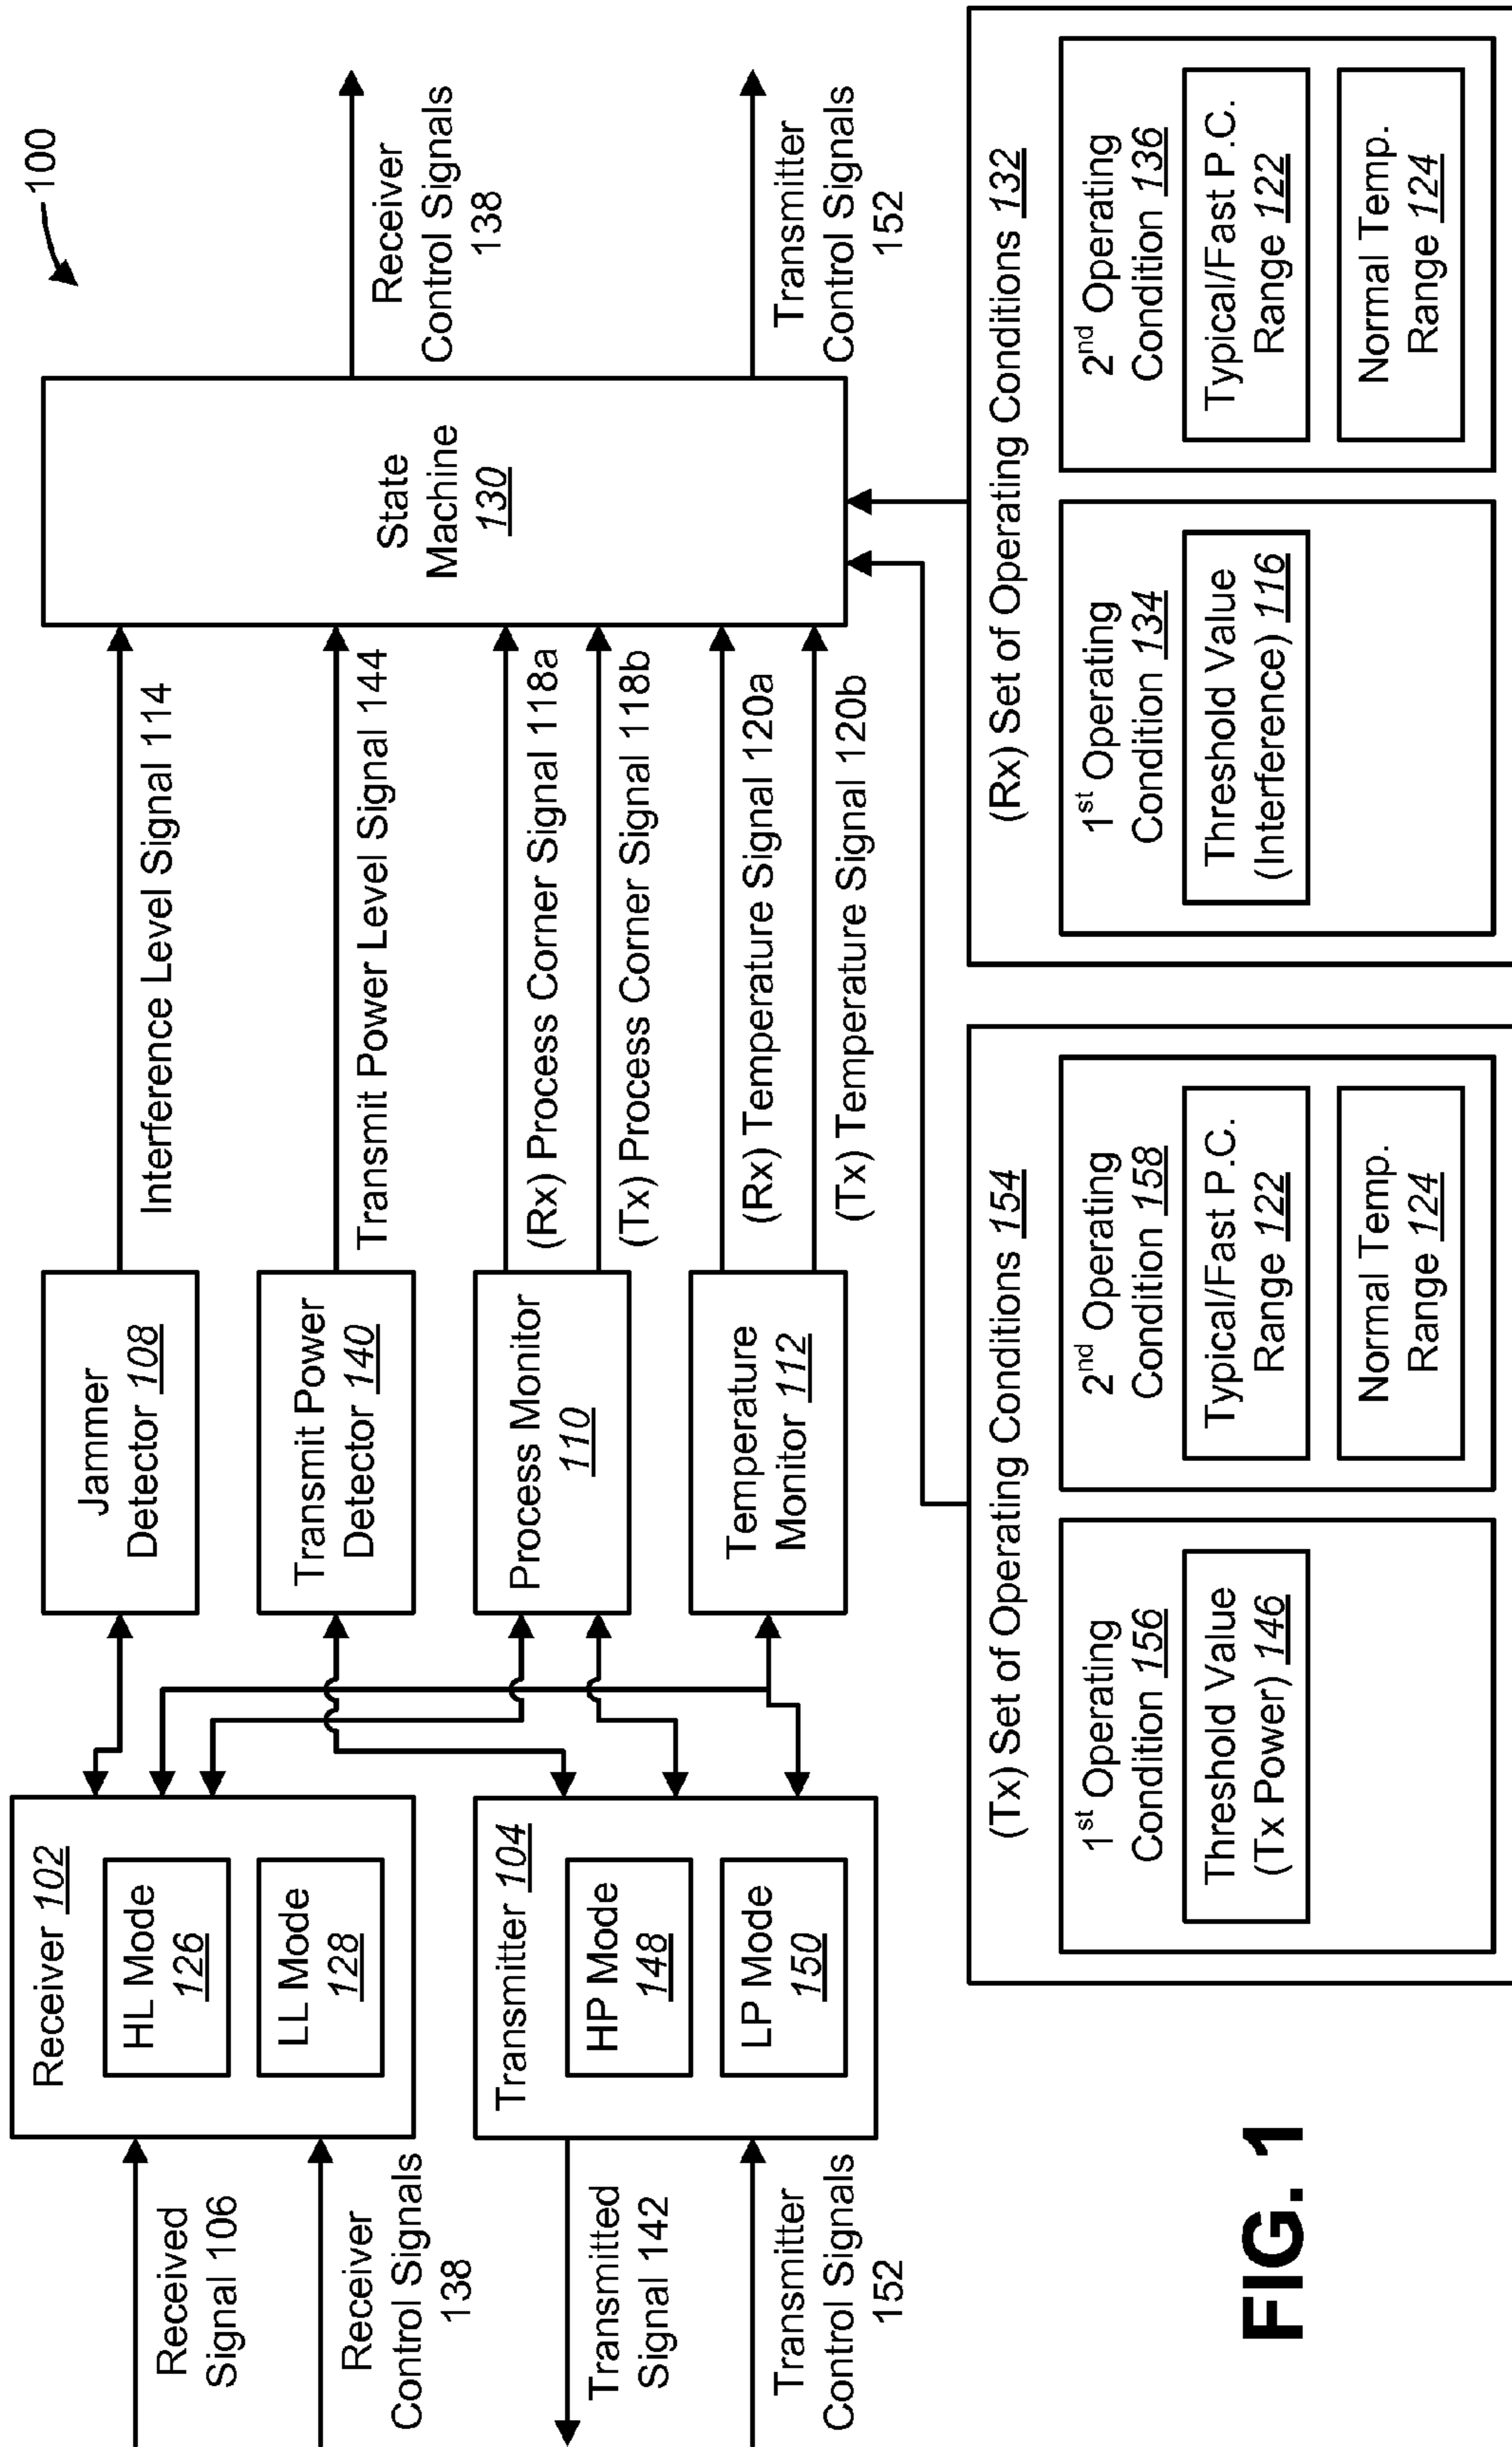 100
Received
Signal 106
Receiver
Control Signals
138
Transmitted
Signal 142
Transmitter
Control Signals
152
Receiver 102
HL Mode
126
LL Mode
128
Transmitter 104
HP Mode
148
LP Mode
150
Jammer
Detector 108
Transmit Power
Detector 140
Process Monitor
110
Temperature
Monitor 112
Interference Level Signal 114
Transmit Power Level Signal 144
(Rx) Process Corner Signal 118a
(Tx) Process Corner Signal 118b
(Rx) Temperature Signal 120a
(Tx) Temperature Signal 120b
State
Machine
130
Receiver
Control Signals
138
Transmitter
Control Signals
152
(Tx) Set of Operating Conditions 154
1st Operating
Condition 156
Threshold Value
(Tx Power) 146
2nd Operating
Condition 158
Typical/Fast P.C.
Range 122
Normal Temp.
Range 124
(Rx) Set of Operating Conditions 132
1st Operating
Condition 134
Threshold Value
(Interference) 116
2nd Operating
Condition 136
Typical/Fast P.C.
Range 122
Normal Temp.
Range 124
FIG. 1